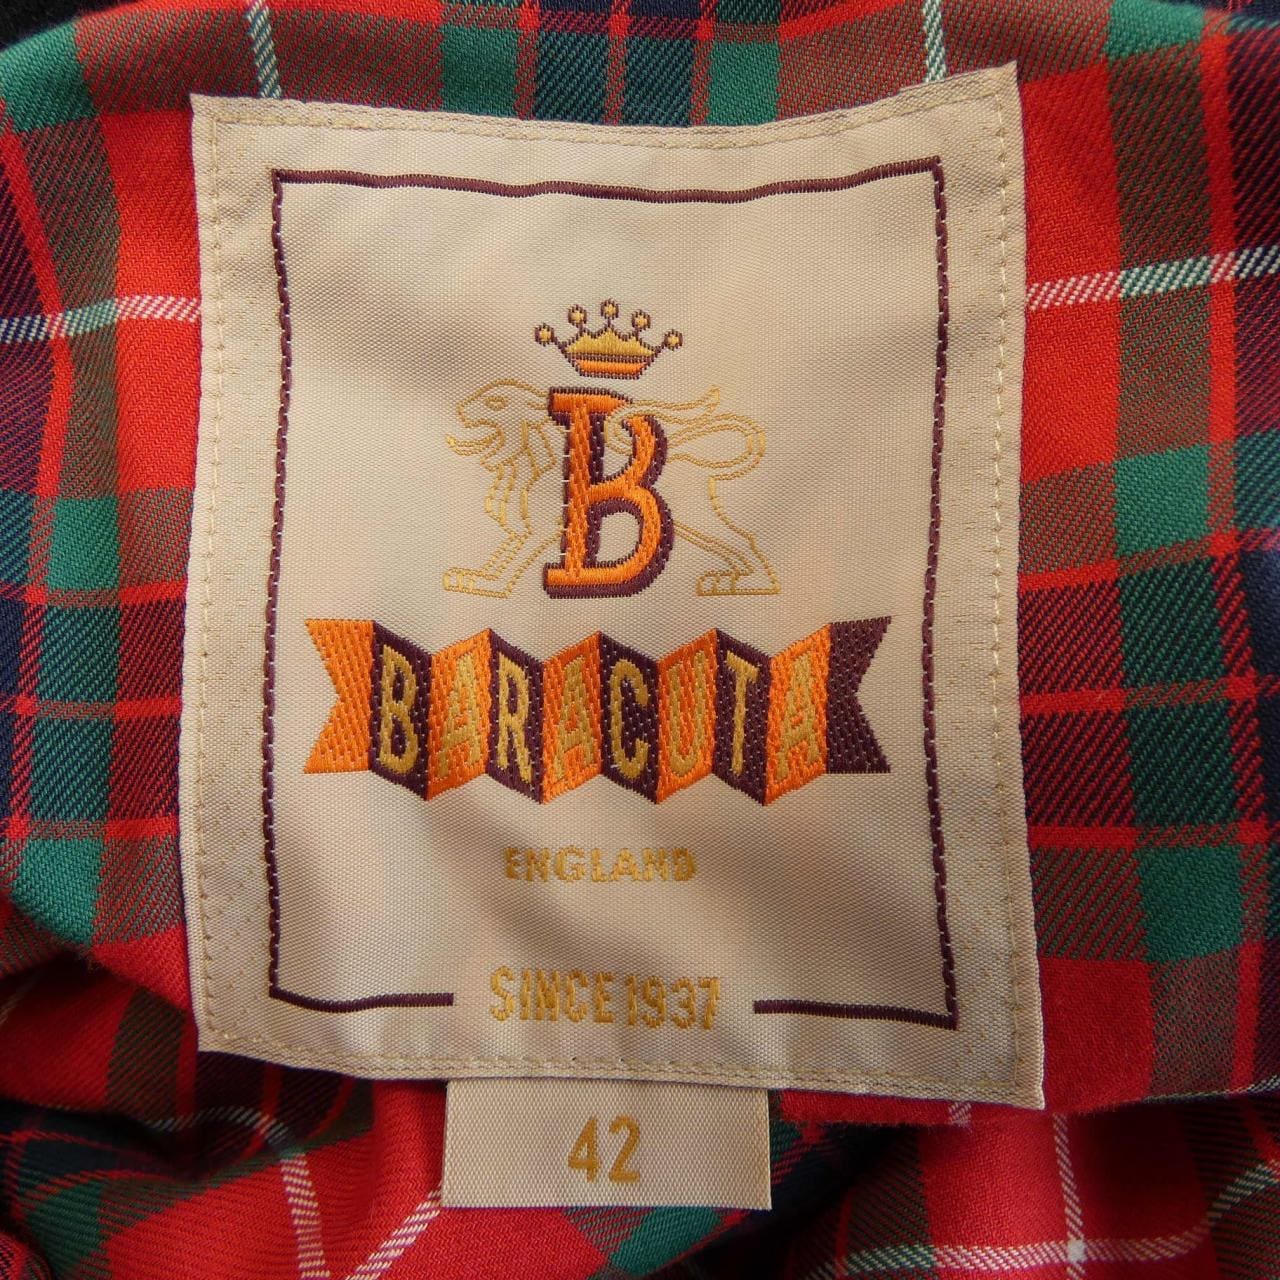 B
BARACUTA
ENGLAND
SINCE 1937
42